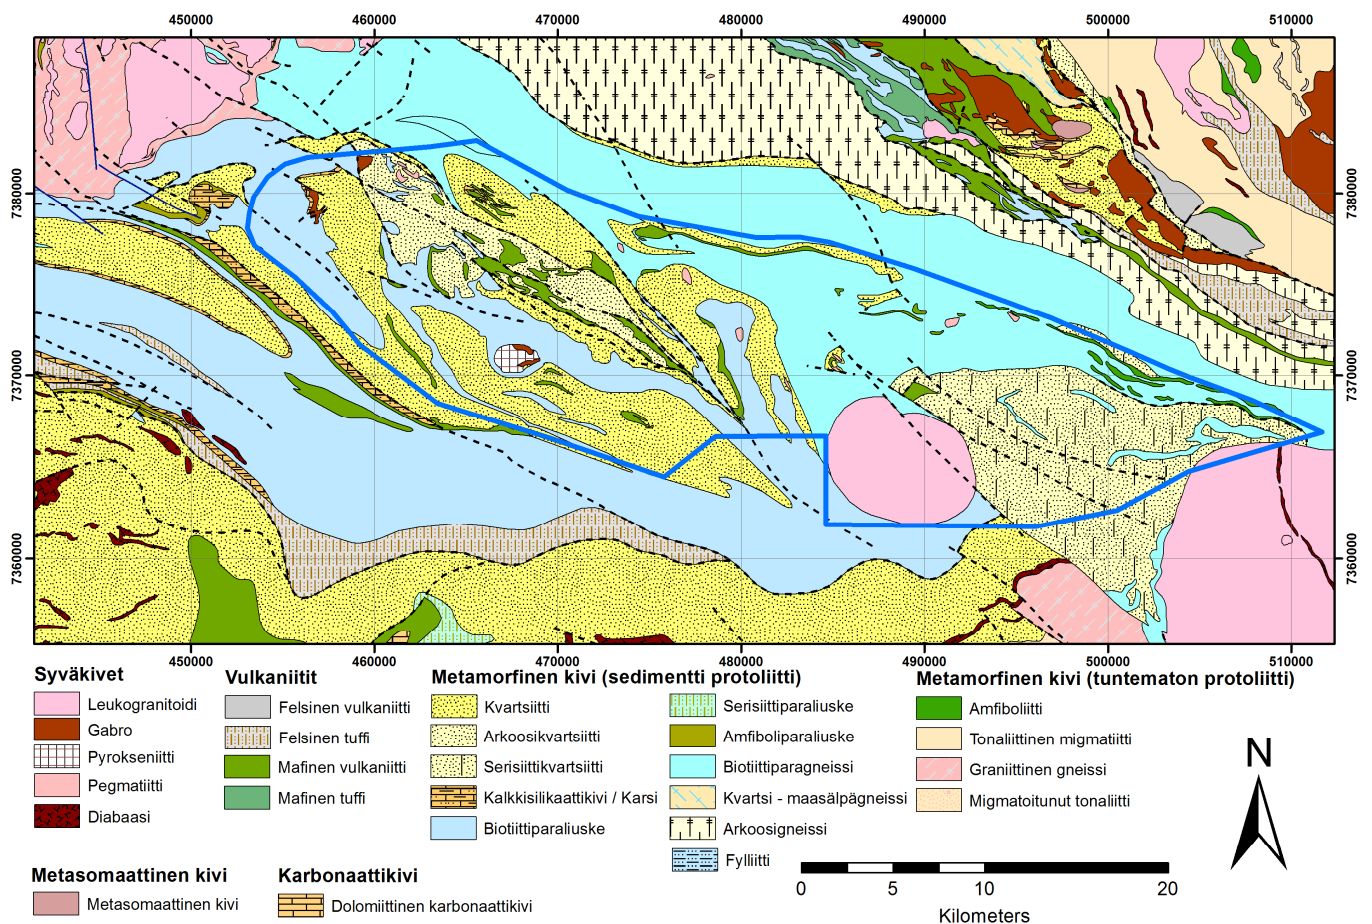 450000 460000 470000 480000 490000 500000 510000
7380000 7380000
7370000 7370000
7360000 7360000
450000 460000 470000 480000 490000 500000 510000
Syväkivet
Leukogranitoidi
Gabro
Pyrokseniitti
Pegmatiitti
Diabaasi
Metasomaattinen kivi
Metasomaattinen kivi
Vulkaniitit
Felsinen vulkaniitti
Felsinen tuffi
Mafinen vulkaniitti
Mafinen tuffi
Karbonaattikivi
Dolomiittinen karbonaattikivi
Metamorfinen kivi (sedimentti protoliitti)
Kvartsiitti
Arkoosikvartsiitti
Serisiittikvartsiitti
Kalkkisilikaattikivi / Karsi
Biotiittiparaliuske
Serisiittiparaliuske
Amfiboliparaliuske
Biotiittiparagneissi
Kvartsi - maasälpägneissi
Arkoosigneissi
Fylliitti
Metamorfinen kivi (tuntematon protoliitti)
Amfiboliitti
Tonaliittinen migmatiitti
Graniittinen gneissi
Migmatoitunut tonaliitti
N
0 5 10 20
Kilometers